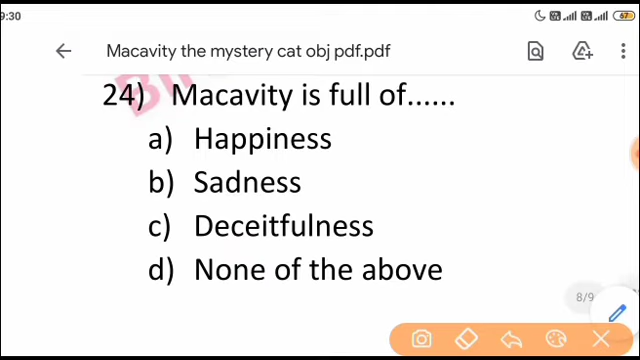 9:30
67
Macavity the mystery cat obj pdf.pdf
24) Macavity is full of......
a) Happiness
b) Sadness
c) Deceitfulness
d) None of the above
8/9